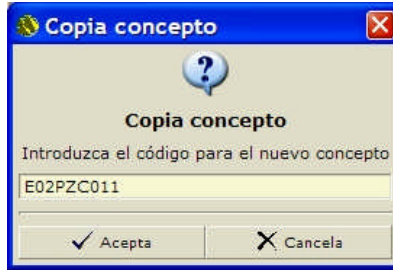 Copia concepto
Copia concepto
Introduzca el código para el nuevo concepto
E02PZC011
Acepta
Cancela